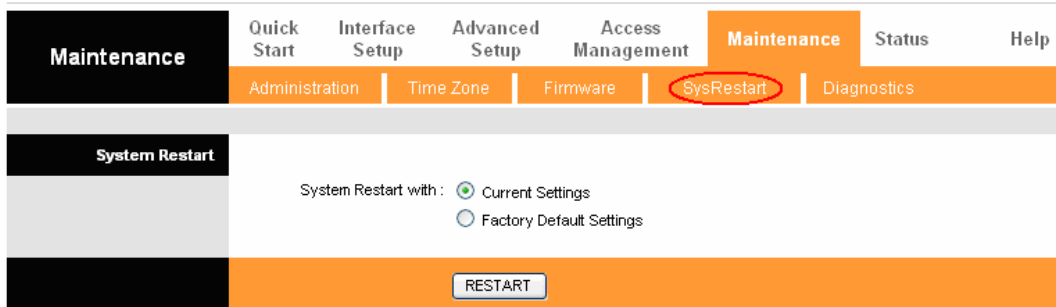 Maintenance
Quick Start
Interface Setup
Advanced Setup
Access Management
Maintenance
Status
Help
Administration
Time Zone
Firmware
SysRestart
Diagnostics
System Restart
System Restart with :
Current Settings
Factory Default Settings
RESTART